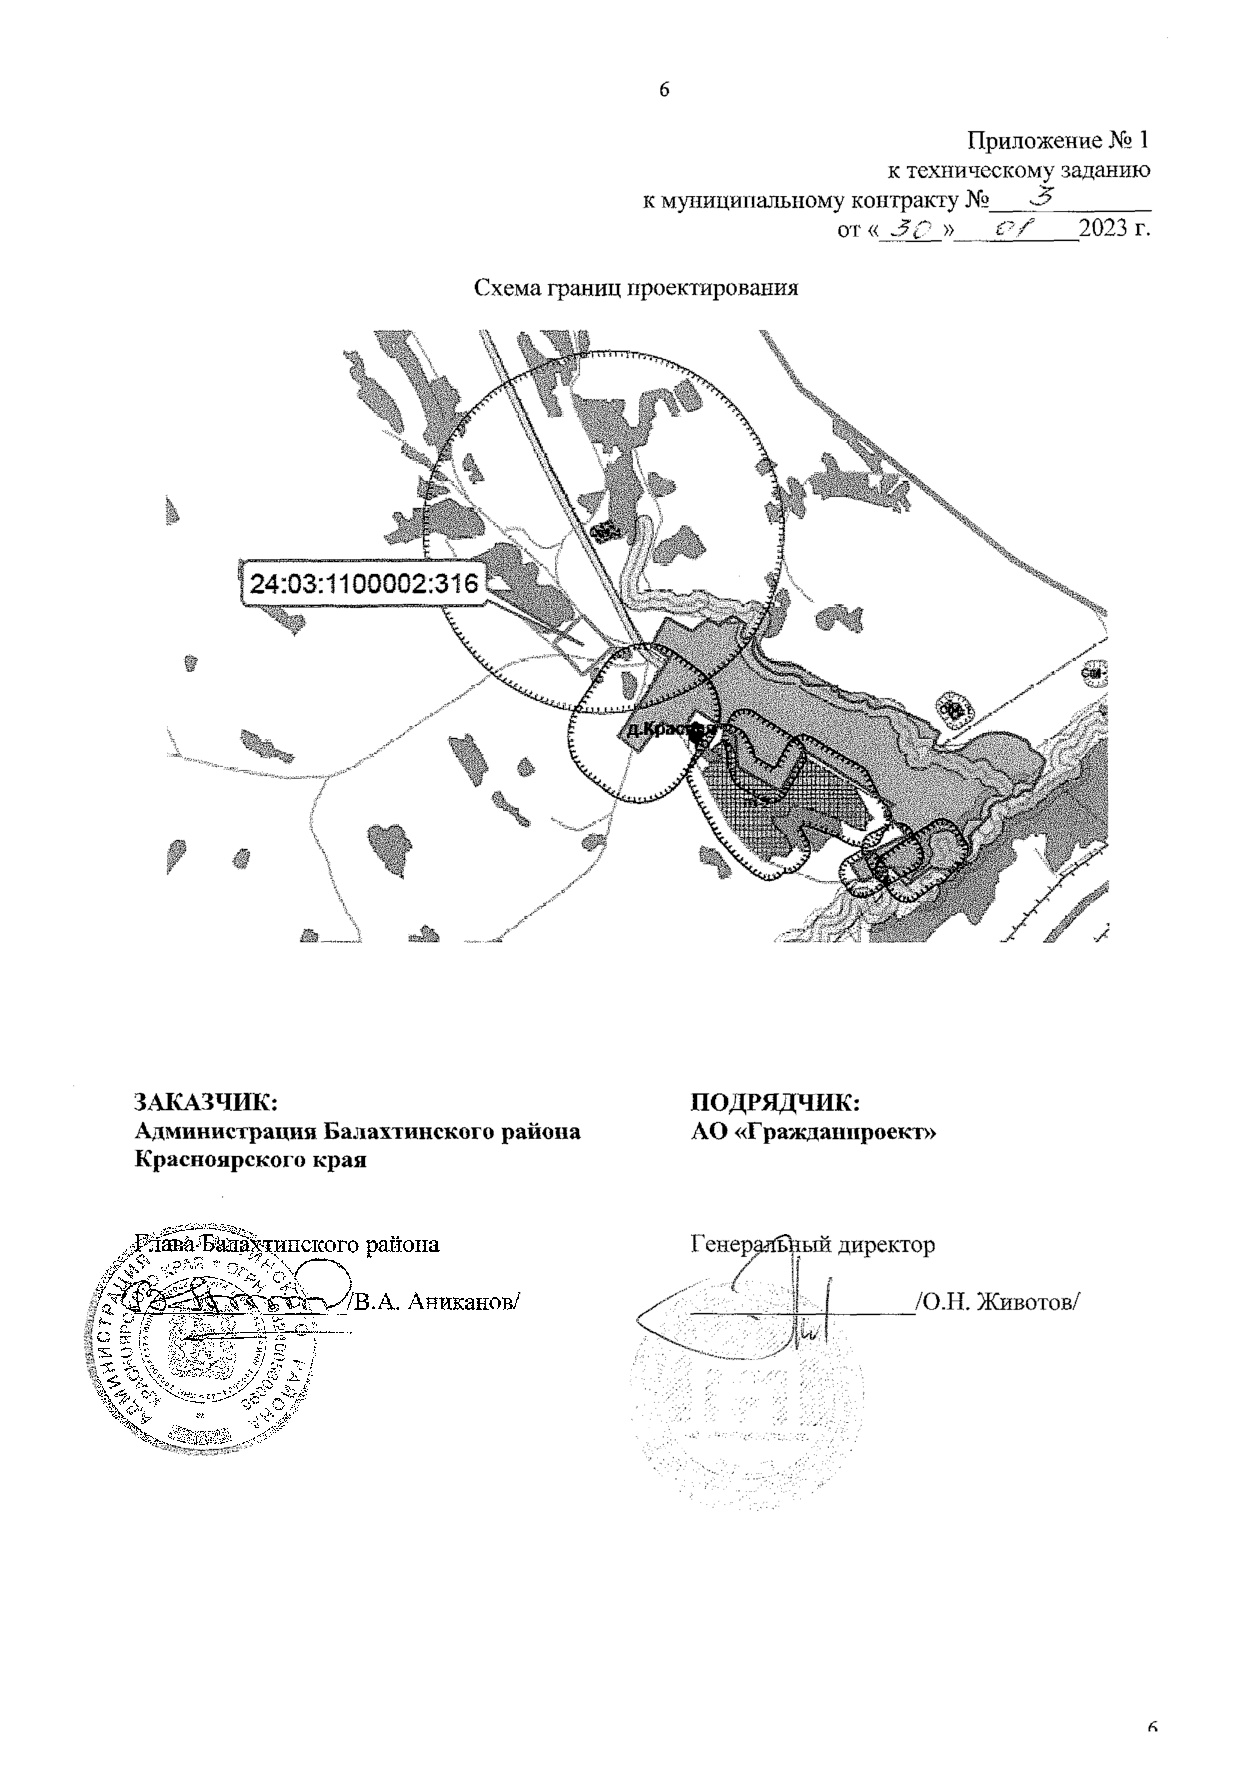 6
Приложение № 1
к техническому заданию
к муниципальному контракту № 3
от « 30 » 01 2023 г.
Схема границ проектирования
24:03:1100002:316
д.Красная
ЗАКАЗЧИК:
Администрация Балахтинского района
Красноярского края
Глава Балахтинского района
/В.А. Аниканов/
ПОДРЯДЧИК:
АО «Гражданпроект»
Генеральный директор
/О.Н. Животов/
АДМИНИСТРАЦИЯ
РАЙОНА
6